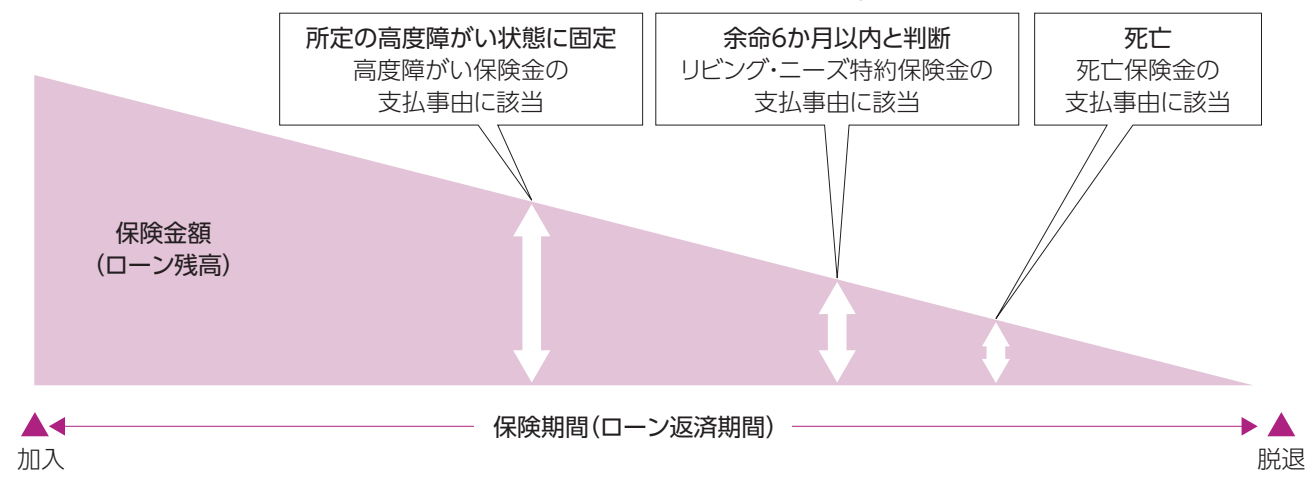 所定の高度障がい状態に固定
高度障がい保険金の
支払事由に該当
余命6か月以内と判断
リビング・ニーズ特約保険金の
支払事由に該当
死亡
死亡保険金の
支払事由に該当
保険金額
(ローン残高)
保険期間(ローン返済期間)
加入
脱退